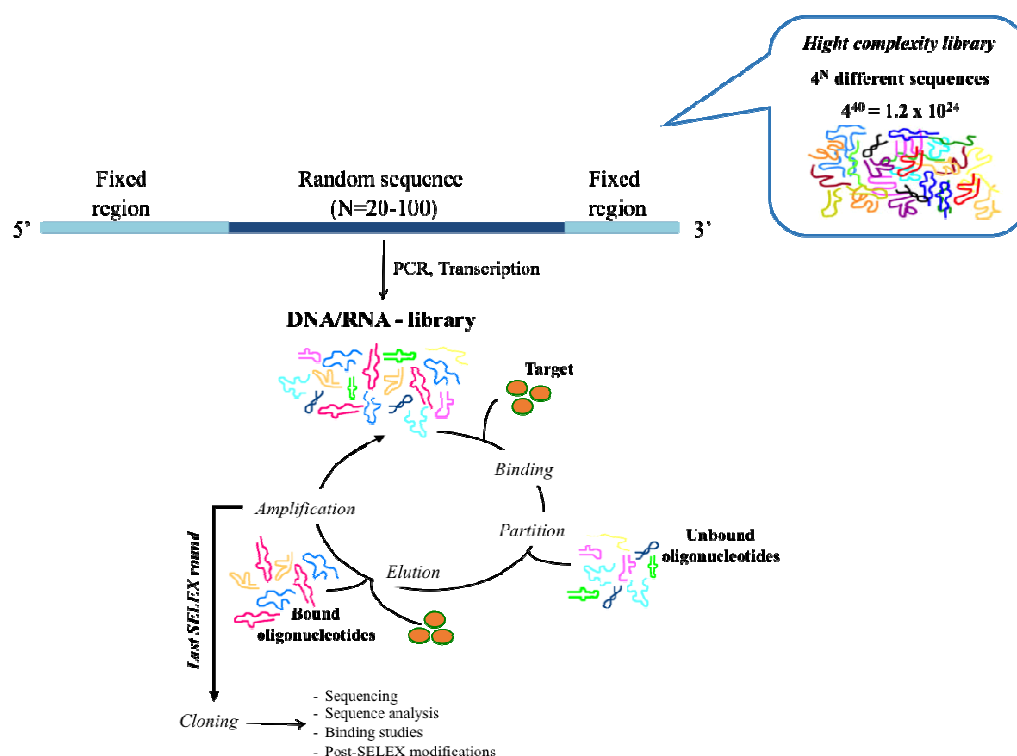 Hight complexity library
4ᴺ different sequences
4⁴⁰ = 1.2 x 10²⁴
Fixed
region
Random sequence
(N=20-100)
Fixed
region
5’
3’
PCR, Transcription
DNA/RNA - library
Target
Binding
Amplification
Partition
Unbound
oligonucleotides
Elution
Bound
oligonucleotides
Last SELEX round
Cloning
- Sequencing
- Sequence analysis
- Binding studies
- Post-SELEX modifications